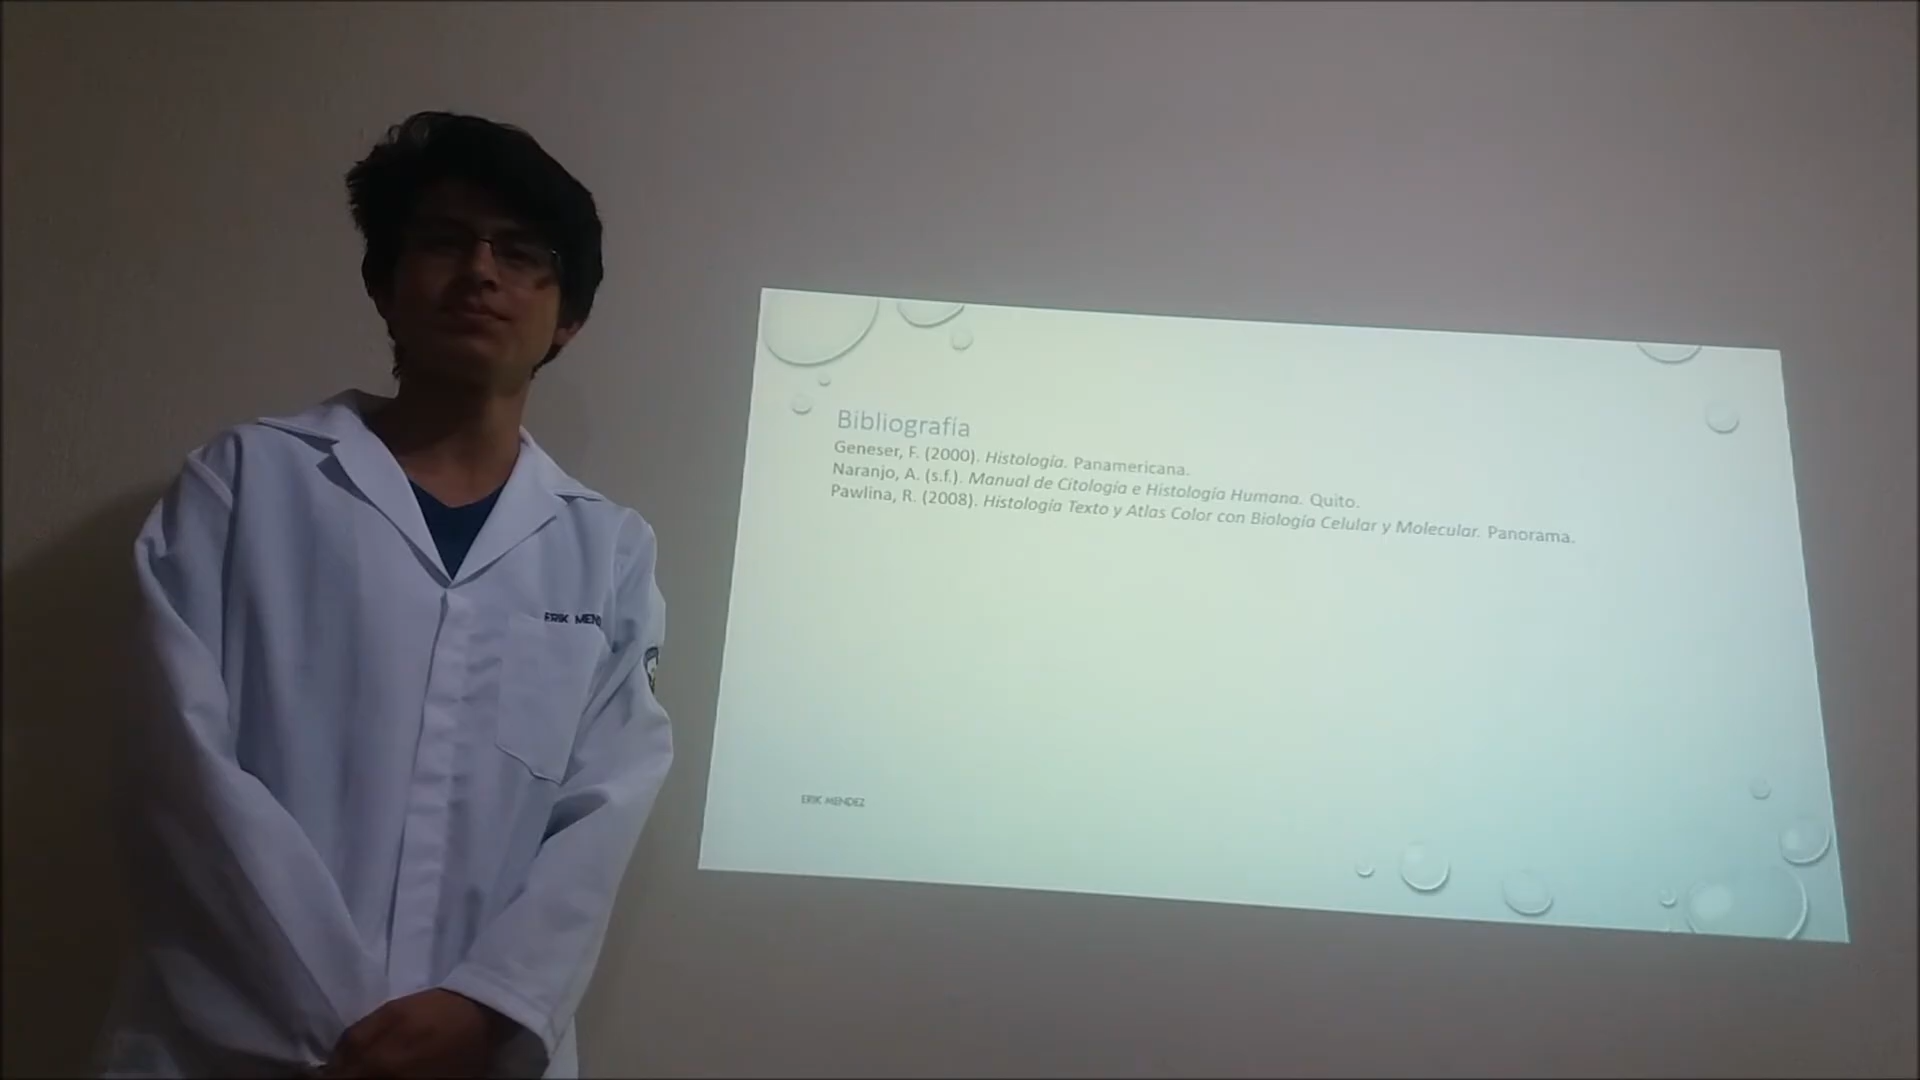 Bibliografía
Geneser, F. (2000). Histología. Panamericana.
Naranjo, A. (s.f.). Manual de Citología e Histología Humana. Quito.
Pawlina, R. (2008). Histología Texto y Atlas Color con Biología Celular y Molecular. Panorama.
ERIK MENDEZ
ERIK MEND